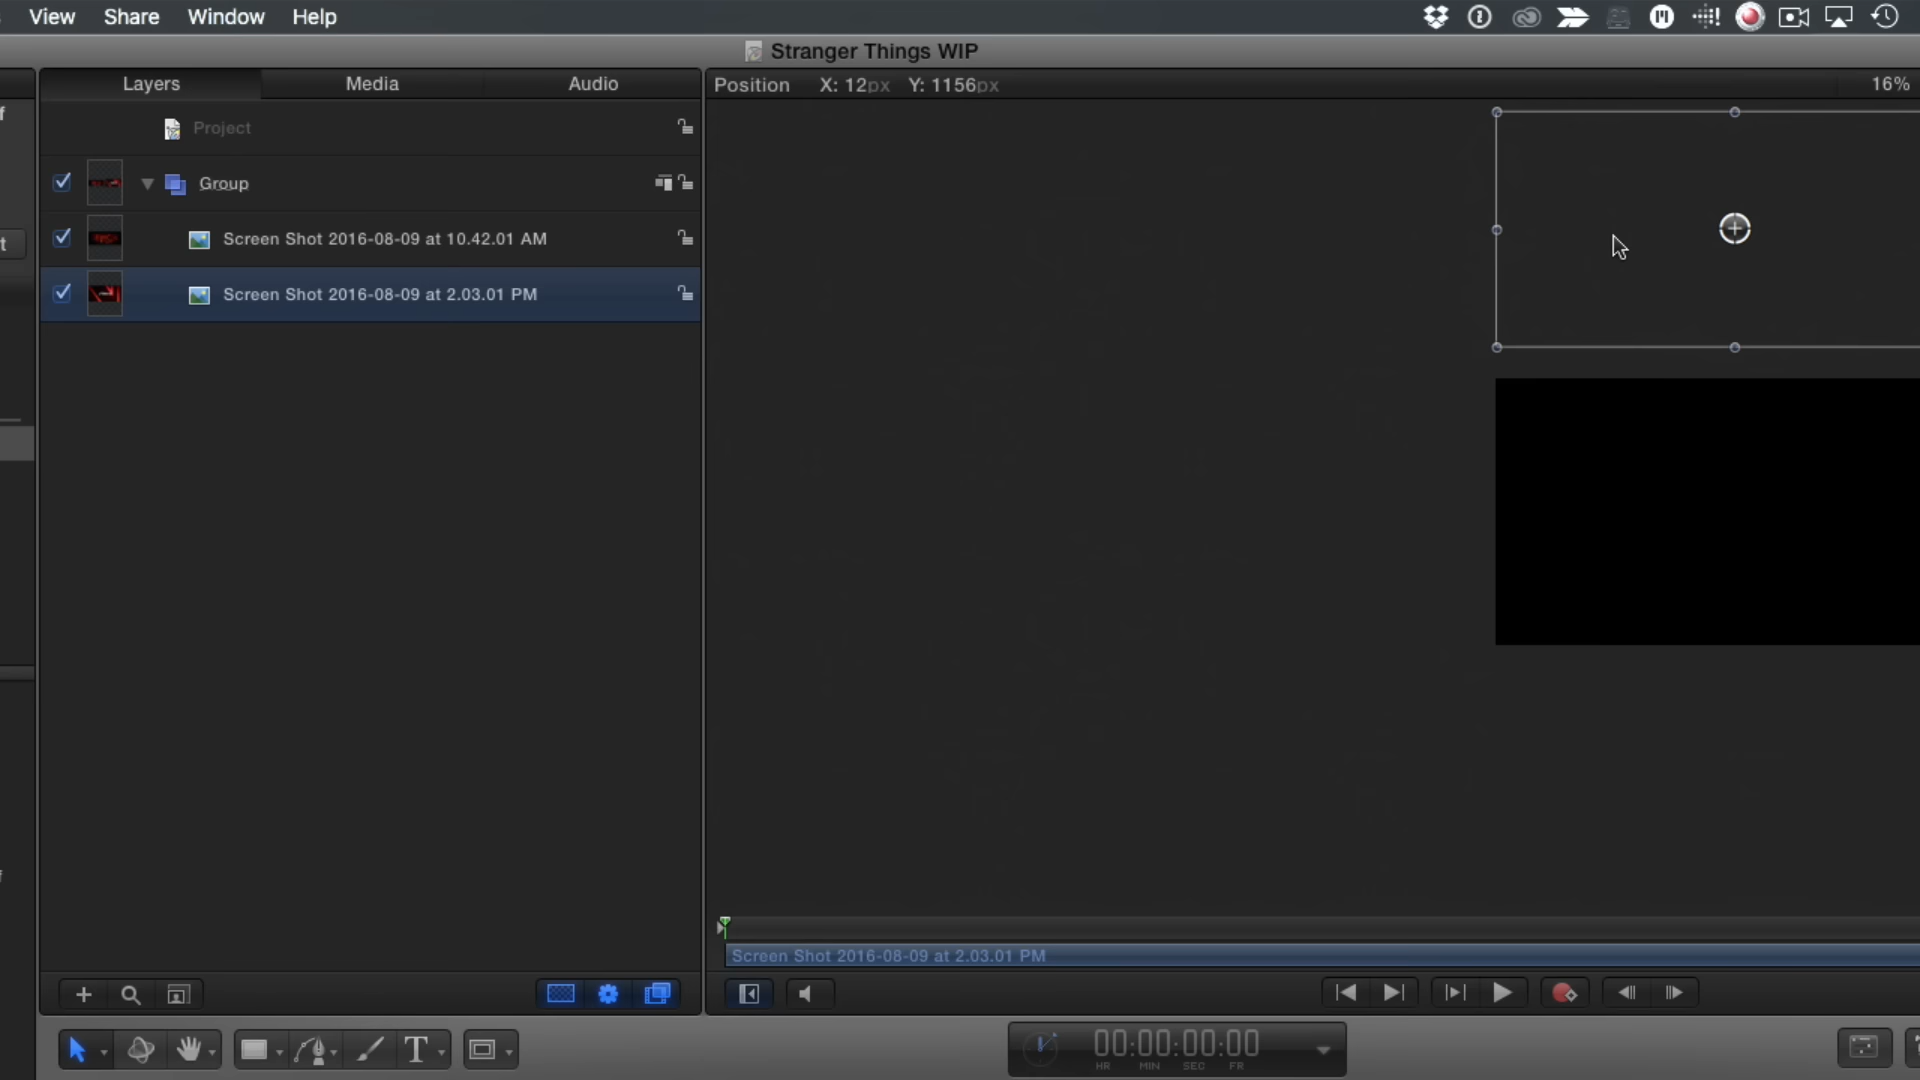 View Share Window Help
Stranger Things WIP
Layers Media Audio
Position X: 12px Y: 1156px 16%
Project
Group
Screen Shot 2016-08-09 at 10.42.01 AM
Screen Shot 2016-08-09 at 2.03.01 PM
Screen Shot 2016-08-09 at 2.03.01 PM
T
00:00:00:00
HR MIN SEC FR